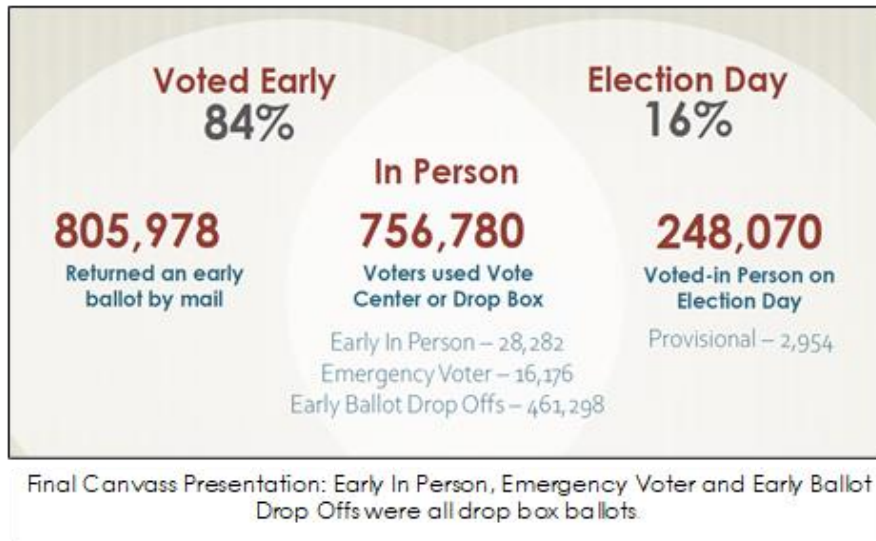 Voted Early
84%
Election Day
16%
In Person
805,978
Returned an early
ballot by mail
756,780
Voters used Vote
Center or Drop Box
Early In Person – 28,282
Emergency Voter – 16,176
Early Ballot Drop Offs – 461,298
248,070
Voted-in Person on
Election Day
Provisional – 2,954
Final Canvass Presentation: Early In Person, Emergency Voter and Early Ballot
Drop Offs were all drop box ballots.